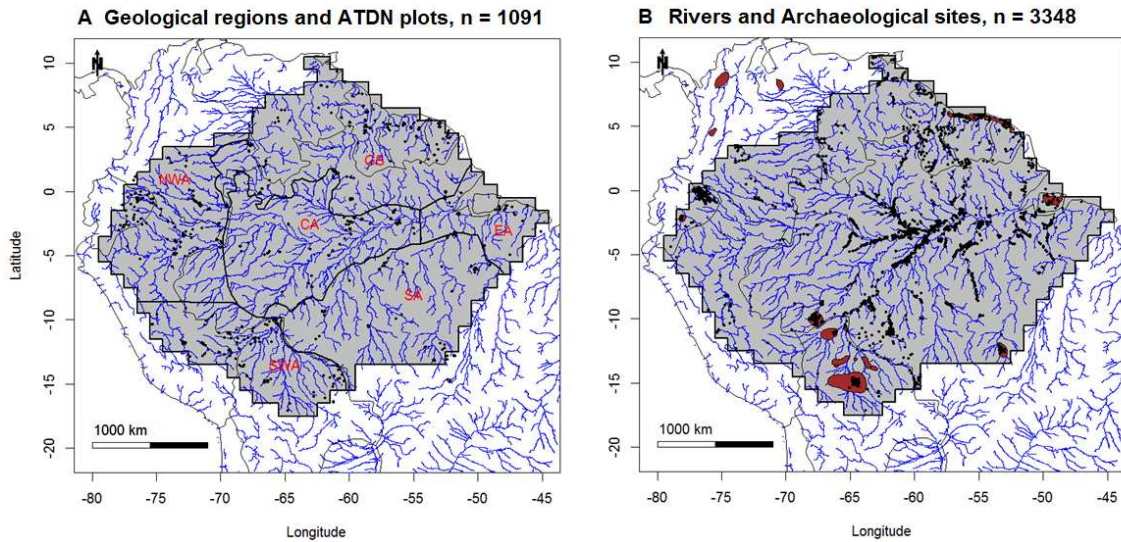 A Geological regions and ATDN plots, n = 1091
N
10
5
0
-5
-10
-15
-20
Latitude
NWA
GS
CA
EA
SA
SWA
1000 km
-80 -75 -70 -65 -60 -55 -50 -45
Longitude
B Rivers and Archaeological sites, n = 3348
N
10
5
0
-5
-10
-15
-20
1000 km
-80 -75 -70 -65 -60 -55 -50 -45
Longitude